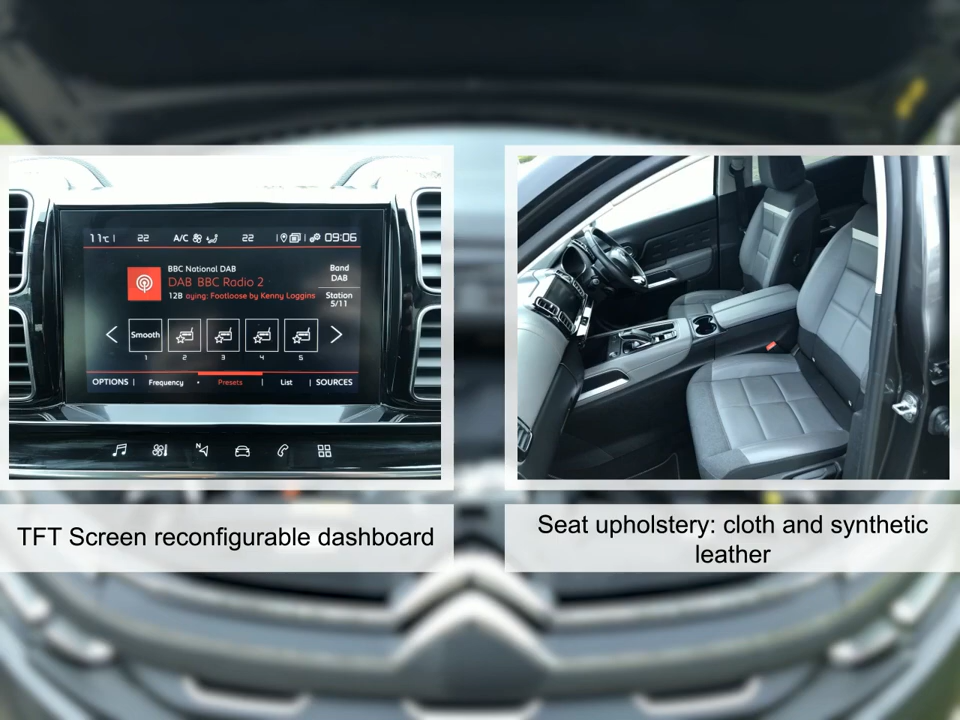 11°C | 22 A/C 22 09:06
BBC National DAB
DAB BBC Radio 2
12B aying: Footloose by Kenny Loggins
Band
DAB
Station
5/11
Smooth
1 2 3 4 5
OPTIONS | Frequency • Presets | List | SOURCES
N
TFT Screen reconfigurable dashboard
Seat upholstery: cloth and synthetic
leather